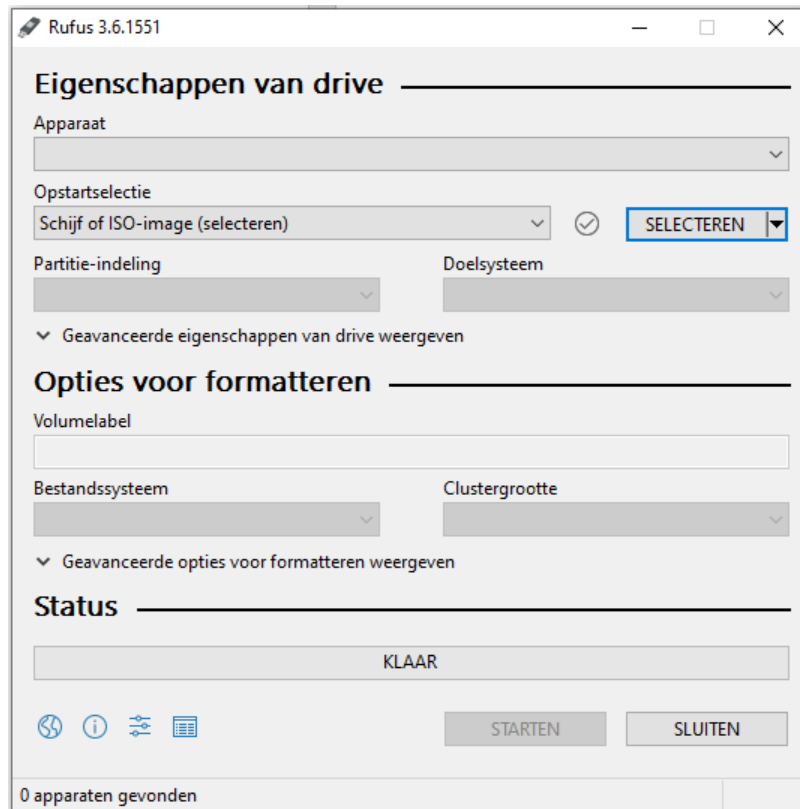 Rufus 3.6.1551
Eigenschappen van drive
Apparaat
Opstartselectie
Schijf of ISO-image (selecteren)
SELECTEREN
Partitie-indeling
Doelsysteem
Geavanceerde eigenschappen van drive weergeven
Opties voor formatteren
Volumelabel
Bestandssysteem
Clustergrootte
Geavanceerde opties voor formatteren weergeven
Status
KLAAR
STARTEN
SLUITEN
0 apparaten gevonden